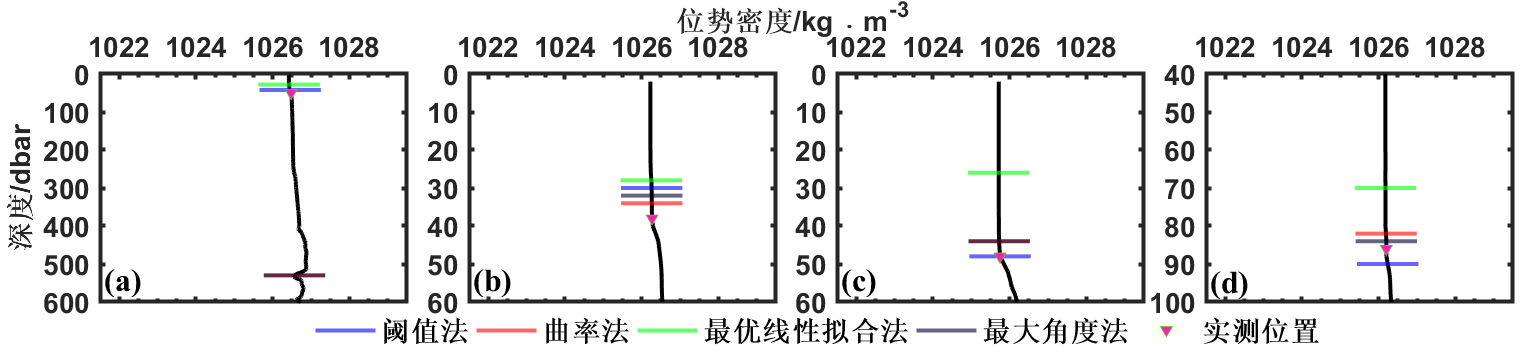 位势密度/kg . m-3
1022 1024 1026 1028 1022 1024 1026 1028 1022 1024 1026 1028 1022 1024 1026 1028
深度/dbar
0 100 200 300 400 500 600
(a)
0 10 20 30 40 50 60
(b)
0 10 20 30 40 50 60
(c)
40 50 60 70 80 90 100
(d)
阈值法 曲率法 最优线性拟合法 最大角度法 实测位置